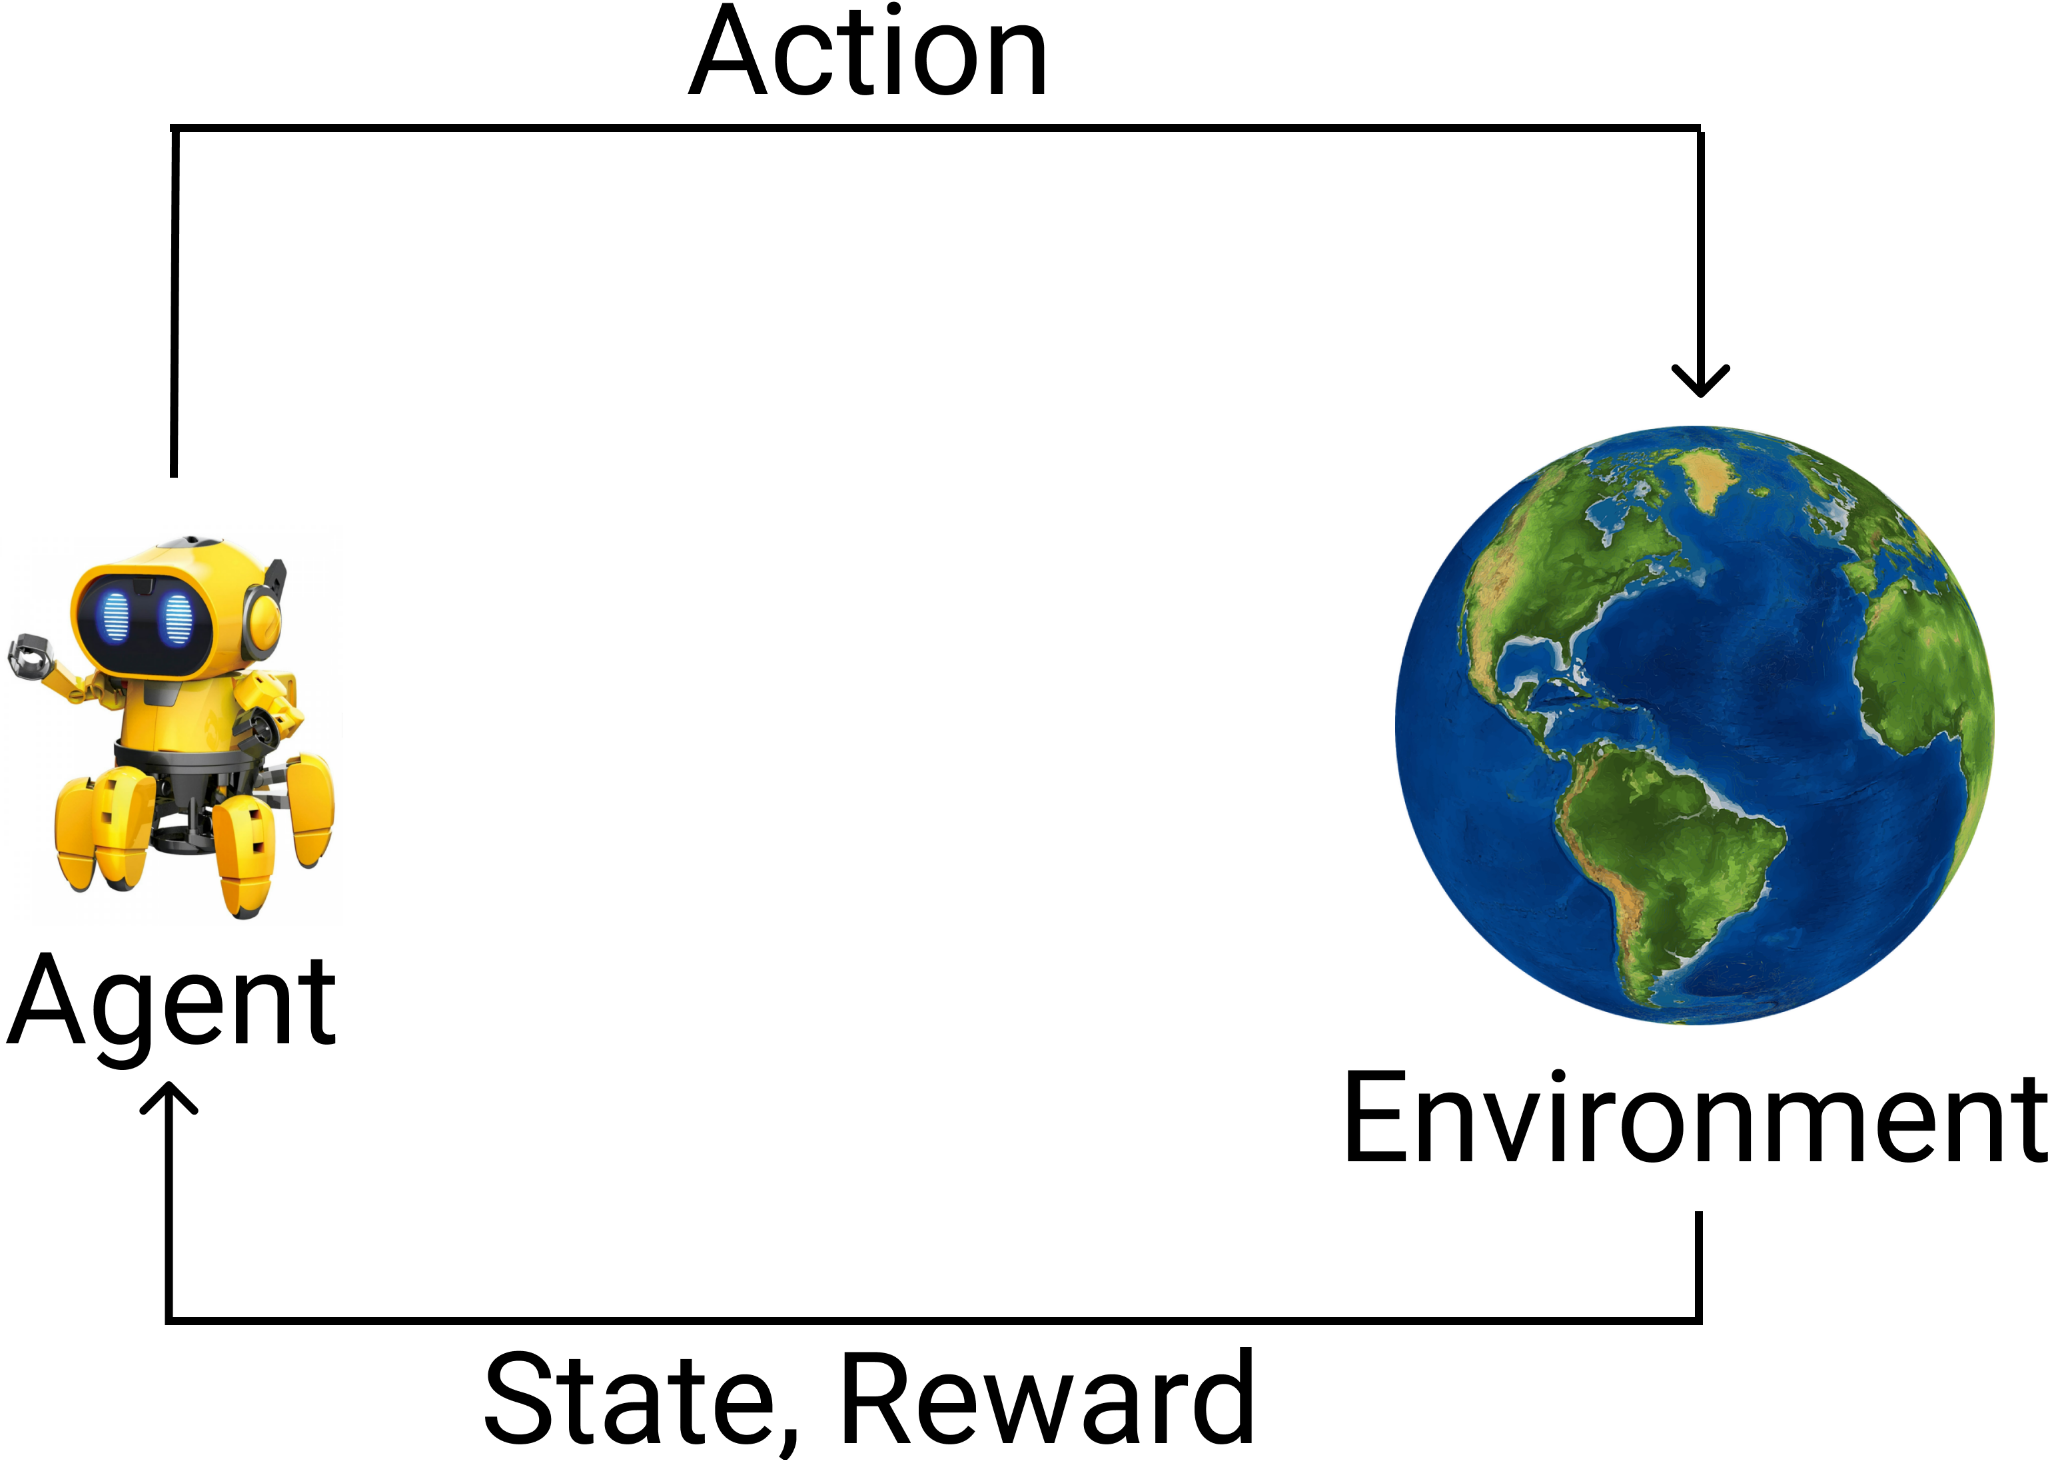 Action
Agent
Environment
State, Reward